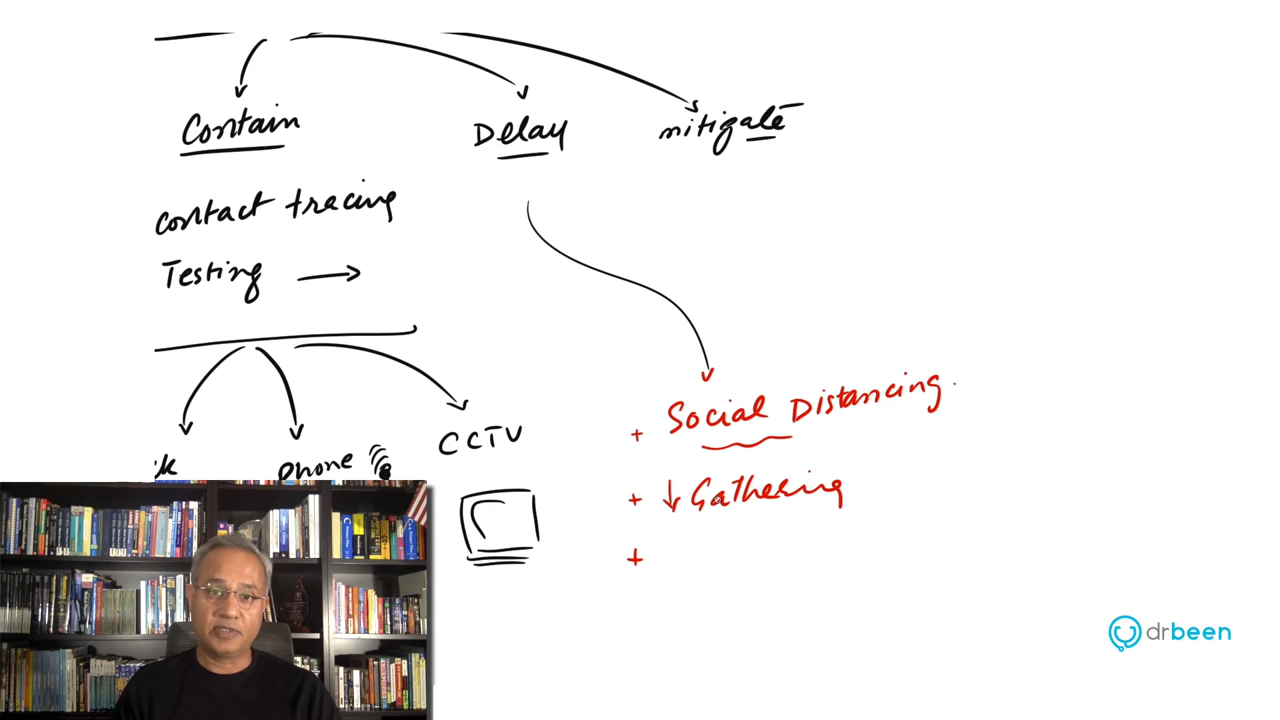 Contain Delay mitigate
contact tracing
Testing →
Phone CCTV
+ Social Distancing.
+ ↓ Gathering
+
drbeen